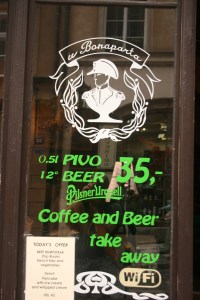 u Bonaparta
0.5l PIVO 35,-
12° BEER
Pilsner Urquell
Coffee and Beer
take
away
WiFi
TODAY'S OFFER